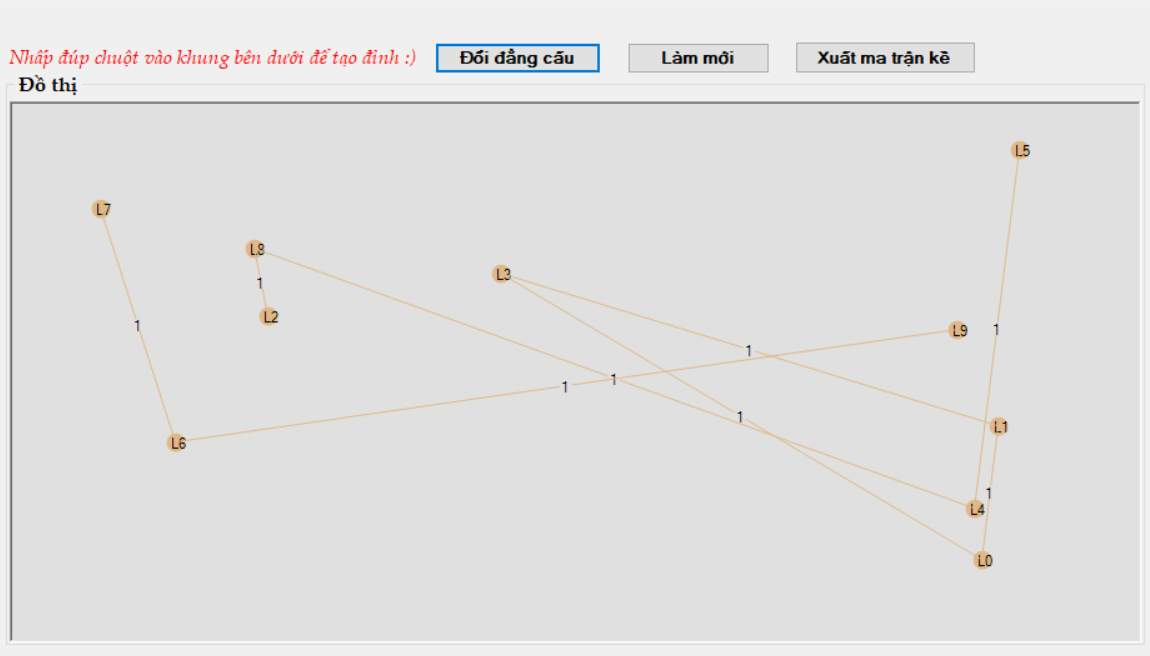 Nhấp đúp chuột vào khung bên dưới để tạo đỉnh :) Đổi đẳng cấu Làm mới Xuất ma trận kề
Đồ thị
L5
L7
L8
L3
1
L2
L9
1
1
1
1
1
1
L1
L6
1
L4
L0